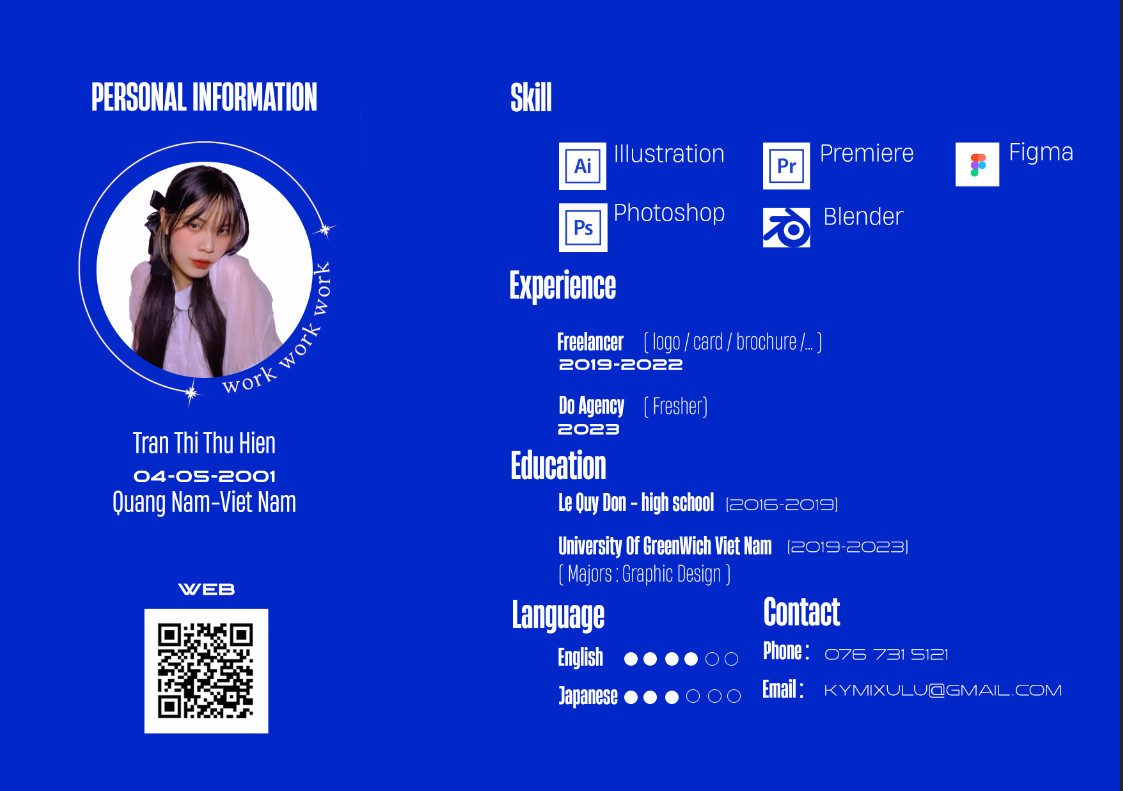 PERSONAL INFORMATION
work work work
Tran Thi Thu Hien
04-05-2001
Quang Nam-Viet Nam
WEB
Skill
Ai Illustration
Pr Premiere
Figma
Ps Photoshop
Blender
Experience
Freelancer ( logo / card / brochure /... )
2019-2022
Do Agency ( Fresher)
2023
Education
Le Quy Don - high school (2016-2019)
University Of GreenWich Viet Nam (2019-2023)
( Majors : Graphic Design )
Language
English
Japanese
Contact
Phone : 076 731 5121
Email : KYMIXULU@GMAIL.COM